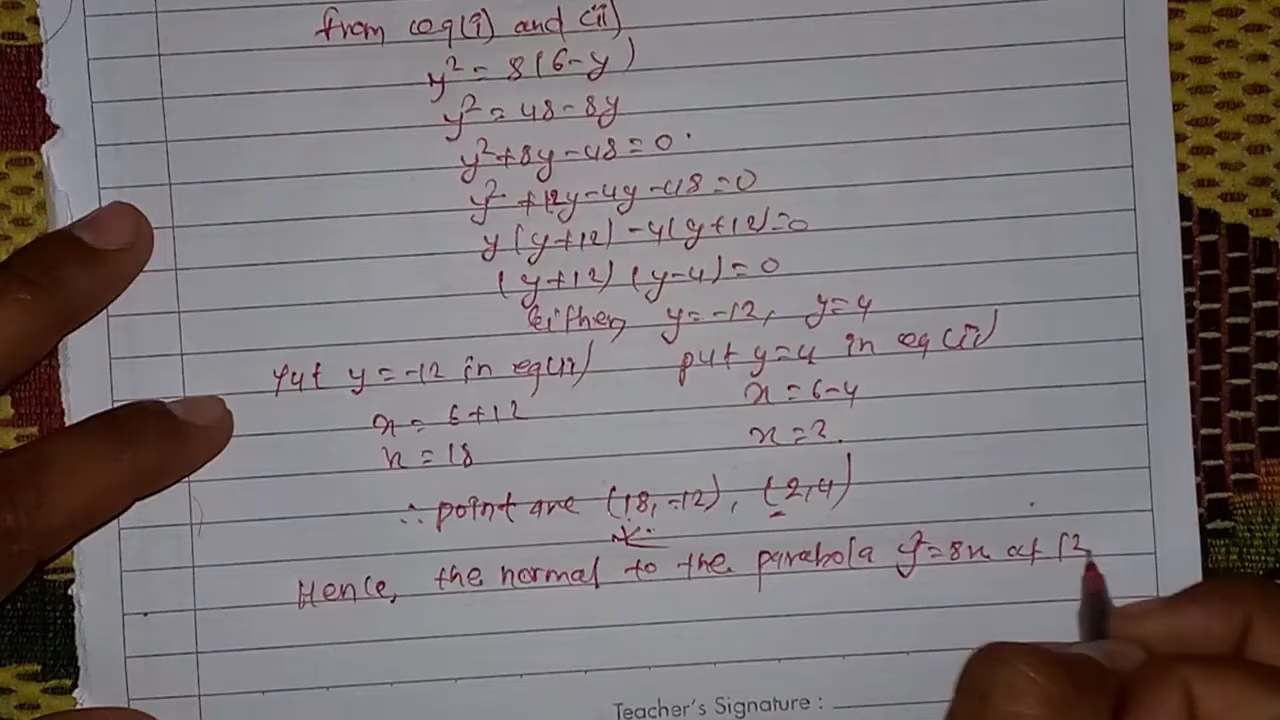 from eq(i) and (ii)
y² = 8(6-y)
y² = 48-8y
y²+8y-48=0
y²+12y-4y-48=0
y(y+12)-4(y+12)=0
(y+12)(y-4)=0
Either, y=-12, y=4
put y=-12 in eq(ii) put y=4 in eq(ii)
x = 6+12 x=6-4
x = 18 x=2.
∴ point are (18,-12), (2,4)
Hence, the normal to the parabola y²=8x at (2
Teacher's Signature :